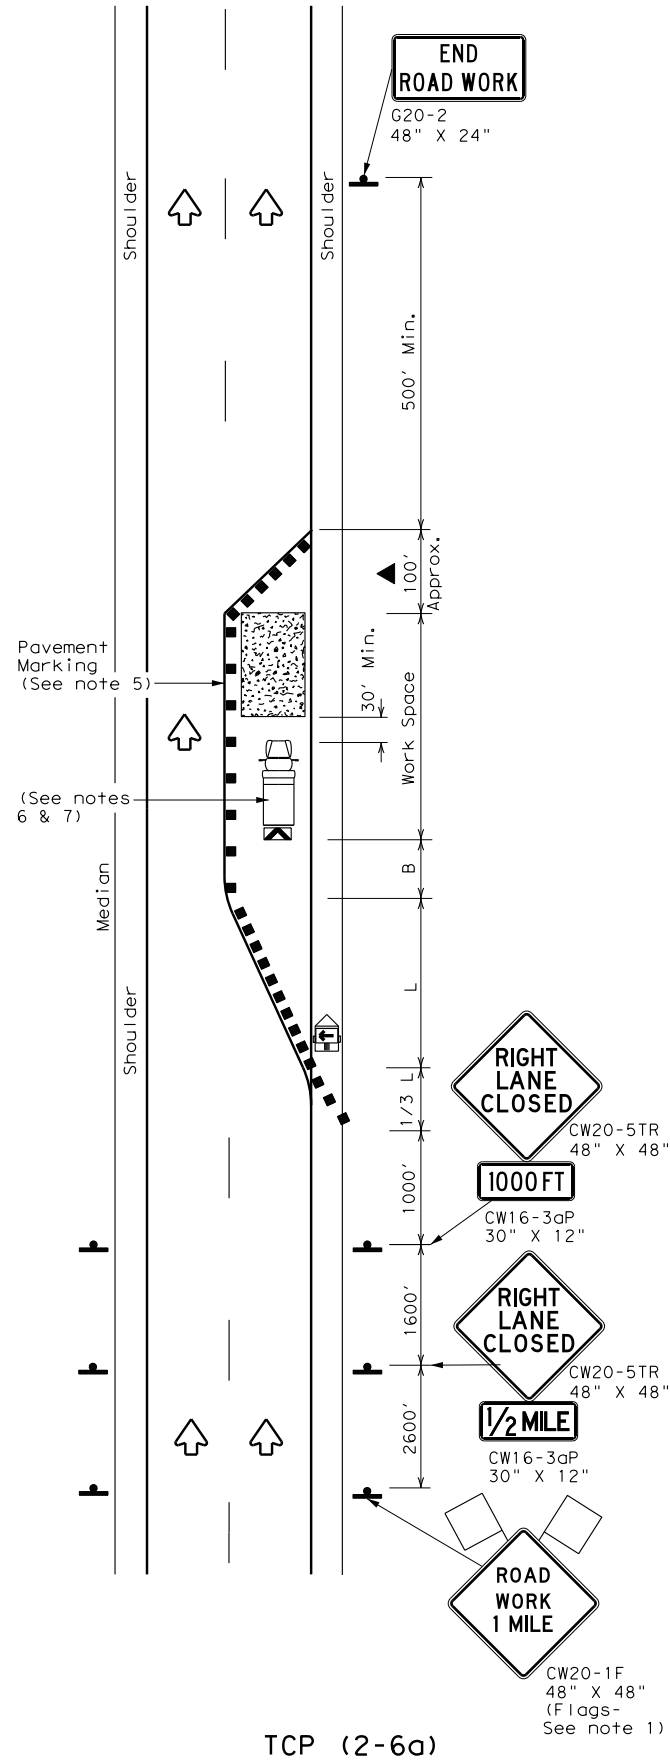 END
ROAD WORK
G20-2
48" X 24"
Shoulder
Shoulder
500' Min.
100'
Approx.
Pavement
Marking
(See note 5)
30' Min.
Work Space
(See notes
6 & 7)
B
Median
L
Shoulder
RIGHT
LANE
CLOSED
1/3 L
CW20-5TR
48" X 48"
1000 FT
1000'
CW16-3aP
30" X 12"
RIGHT
LANE
CLOSED
1600'
CW20-5TR
48" X 48"
1/2 MILE
2600'
CW16-3aP
30" X 12"
ROAD
WORK
1 MILE
CW20-1F
48" X 48"
(Flags-
See note 1)
TCP (2-6a)